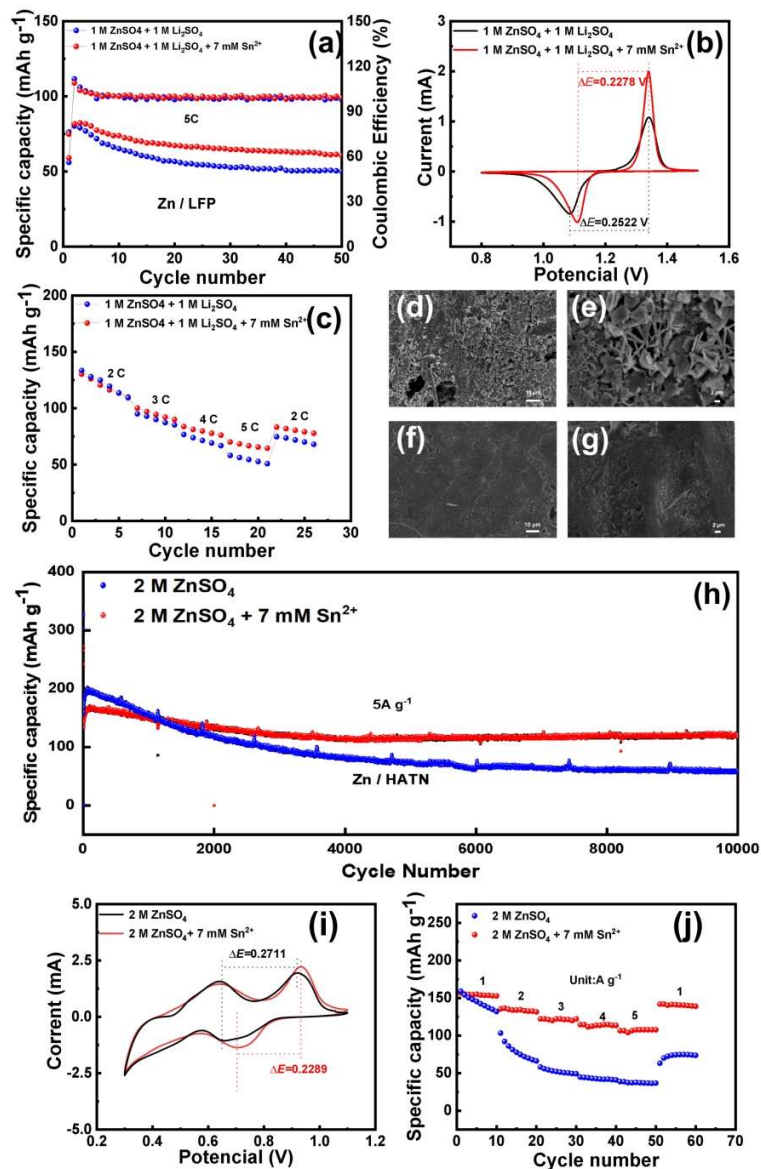 (a)
1 M ZnSO4 + 1 M Li₂SO₄
1 M ZnSO4 + 1 M Li₂SO₄ + 7 mM Sn²⁺
5C
Zn / LFP
Specific capacity (mAh g⁻¹)
150
100
50
0
Coulombic Efficiency (%)
150
120
90
60
30
0
0 10 20 30 40 50
Cycle number
(b)
1 M ZnSO₄ + 1 M Li₂SO₄
1 M ZnSO₄ + 1 M Li₂SO₄ + 7 mM Sn²⁺
ΔE=0.2278 V
ΔE=0.2522 V
Current (mA)
3
2
1
0
-1
0.8 1.0 1.2 1.4 1.6
Potencial (V)
(c)
1 M ZnSO4 + 1 M Li₂SO₄
1 M ZnSO4 + 1 M Li₂SO₄ + 7 mM Sn²⁺
2 C
3 C
4 C
5 C
2 C
Specific capacity (mAh g⁻¹)
200
150
100
50
0
0 5 10 15 20 25 30
Cycle number
(d)
10 μm
(e)
2 μm
(f)
10 μm
(g)
2 μm
(h)
2 M ZnSO₄
2 M ZnSO₄ + 7 mM Sn²⁺
5A g⁻¹
Zn / HATN
Specific capacity (mAh g⁻¹)
400
300
200
100
0
0 2000 4000 6000 8000 10000
Cycle Number
(i)
2 M ZnSO₄
2 M ZnSO₄+ 7 mM Sn²⁺
ΔE=0.2711
ΔE=0.2289
Corrent (mA)
5.0
2.5
0.0
-2.5
-5.0
0.2 0.4 0.6 0.8 1.0 1.2
Potencial (V)
(j)
2 M ZnSO₄
2 M ZnSO₄ + 7 mM Sn²⁺
Unit:A g⁻¹
1
2
3
4
5
1
Specific capacity (mAh g⁻¹)
250
200
150
100
50
0
0 10 20 30 40 50 60 70
Cycle number